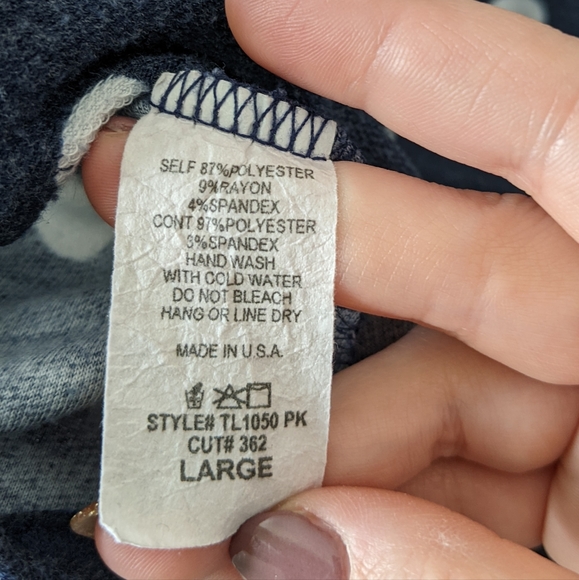 SELF 87%POLYESTER
9%RAYON
4%SPANDEX
CONT 97%POLYESTER
3%SPANDEX
HAND WASH
WITH COLD WATER
DO NOT BLEACH
HANG OR LINE DRY
MADE IN U.S.A.
STYLE# TL1050 PK
CUT# 362
LARGE